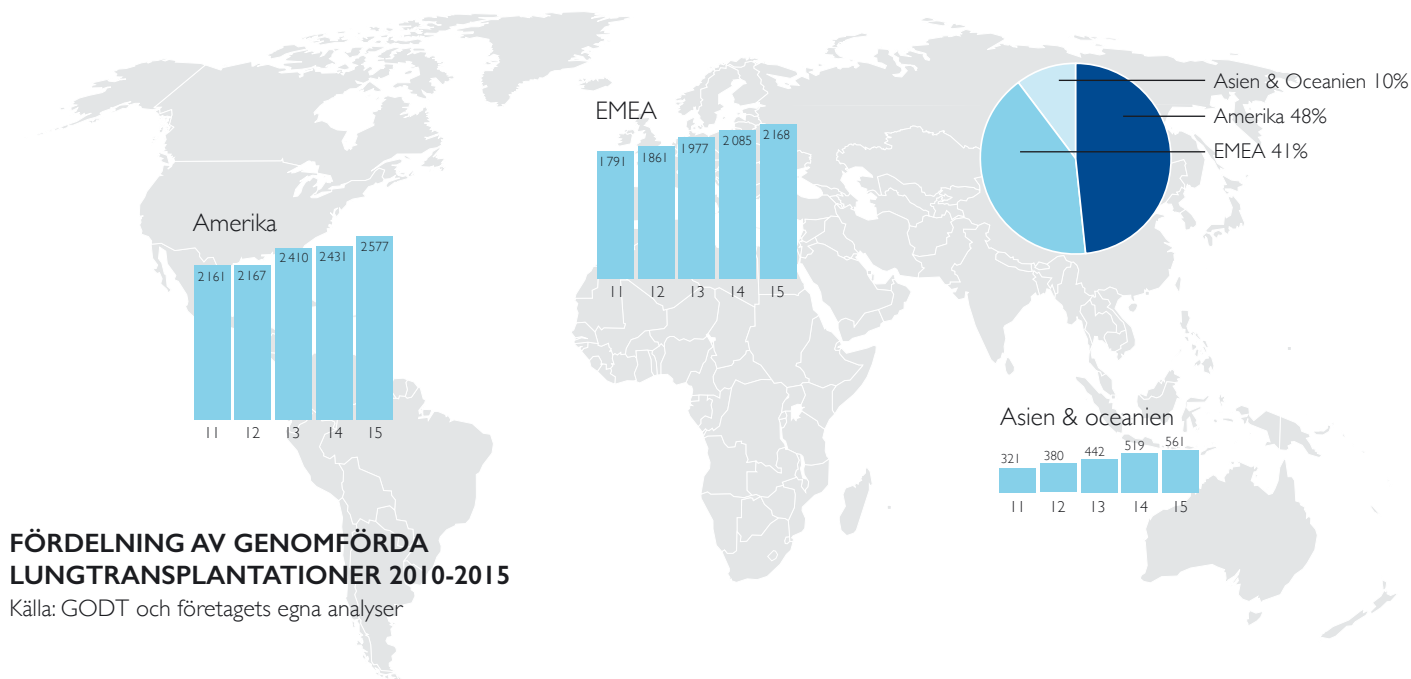 Asien & Oceanien 10%
Amerika 48%
EMEA 41%
EMEA
1791 1861 1977 2085 2168
11 12 13 14 15
Amerika
2161 2167 2410 2431 2577
11 12 13 14 15
Asien & oceanien
321 380 442 519 561
11 12 13 14 15
FÖRDELNING AV GENOMFÖRDA
LUNGTRANSPLANTATIONER 2010-2015
Källa: GODT och företagets egna analyser